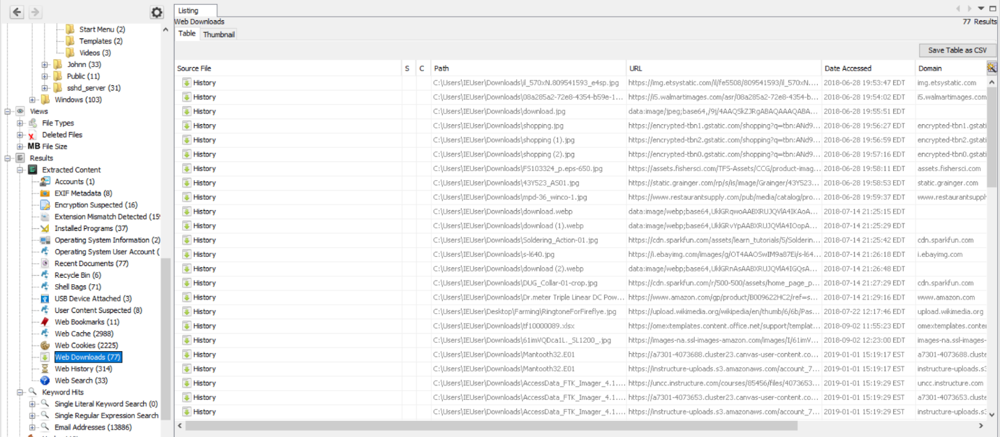 Listing
Web Downloads
77 Results
Table Thumbnail
Save Table as CSV
Start Menu (2)
Templates (2)
Videos (3)
Johnn (33)
Public (11)
sshd_server (31)
Windows (103)
Views
File Types
Deleted Files
MB File Size
Results
Extracted Content
Accounts (1)
EXIF Metadata (8)
Encryption Suspected (16)
Extension Mismatch Detected (159
Installed Programs (37)
Operating System Information (2)
Operating System User Account (
Recent Documents (77)
Recycle Bin (6)
Shell Bags (71)
USB Device Attached (3)
User Content Suspected (8)
Web Bookmarks (11)
Web Cache (2988)
Web Cookies (2225)
Web Downloads (77)
Web History (314)
Web Search (33)
Keyword Hits
Single Literal Keyword Search (0)
Single Regular Expression Search
Email Addresses (13886)
Source File S C Path URL Date Accessed Domain
History C:\Users\IEUser\Downloads\il_570xN.809541593_e4sp.jpg https://img.etsystatic.com/il/fe5508/809541593/il_570xN.... 2018-06-28 19:53:47 EDT img.etsystatic.com
History C:\Users\IEUser\Downloads\08a285a2-72e8-4354-b59e-1... https://i5.walmartimages.com/asr/08a285a2-72e8-4354-b... 2018-06-28 19:54:02 EDT i5.walmartimages.com
History C:\Users\IEUser\Downloads\download.jpg data:image/jpeg;base64,/9j/4AAQSkZJRgABAQAAAQABA... 2018-06-28 19:55:51 EDT
History C:\Users\IEUser\Downloads\shopping.jpg https://encrypted-tbn1.gstatic.com/shopping?q=tbn:ANd9... 2018-06-28 19:56:27 EDT encrypted-tbn1.gstati
History C:\Users\IEUser\Downloads\shopping (1).jpg https://encrypted-tbn2.gstatic.com/shopping?q=tbn:ANd9... 2018-06-28 19:56:59 EDT encrypted-tbn2.gstati
History C:\Users\IEUser\Downloads\shopping (2).jpg https://encrypted-tbn0.gstatic.com/shopping?q=tbn:ANd9... 2018-06-28 19:57:16 EDT encrypted-tbn0.gstati
History C:\Users\IEUser\Downloads\FS103324_p.eps-650.jpg https://assets.fishersci.com/TFS-Assets/CCG/product-imag... 2018-06-28 19:58:11 EDT assets.fishersci.com
History C:\Users\IEUser\Downloads\43Y523_AS01.jpg https://static.grainger.com/rp/s/is/image/Grainger/43Y523... 2018-06-28 19:58:53 EDT static.grainger.com
History C:\Users\IEUser\Downloads\mpd-36_winco-1.jpg https://www.restaurantsupply.com/pub/media/catalog/pro... 2018-06-28 19:59:37 EDT www.restaurantsuppl
History C:\Users\IEUser\Downloads\download.webp data:image/webp;base64,UklGRqwoAABXRUJQVlA4IKAoA... 2018-07-14 21:25:15 EDT
History C:\Users\IEUser\Downloads\download (1).webp data:image/webp;base64,UklGRvYpAABXRUJQVlA4IOopA... 2018-07-14 21:25:29 EDT
History C:\Users\IEUser\Downloads\Soldering_Action-01.jpg https://cdn.sparkfun.com/assets/learn_tutorials/5/Solderin... 2018-07-14 21:25:42 EDT cdn.sparkfun.com
History C:\Users\IEUser\Downloads\s-l640.jpg https://i.ebayimg.com/images/g/OT4AAOSwIM9a87Ei/s-l64... 2018-07-14 21:26:18 EDT i.ebayimg.com
History C:\Users\IEUser\Downloads\download (2).webp data:image/webp;base64,UklGRnAsAABXRUJQVlA4IGQsA... 2018-07-14 21:26:48 EDT
History C:\Users\IEUser\Downloads\DUG_Collar-01-crop.jpg https://cdn.sparkfun.com/r/500-500/assets/home_page_p... 2018-07-14 21:27:29 EDT cdn.sparkfun.com
History C:\Users\IEUser\Downloads\Dr.meter Triple Linear DC Pow... https://www.amazon.com/gp/product/B009622HC2/ref=s... 2018-07-14 21:29:16 EDT www.amazon.com
History C:\Users\IEUser\Desktop\Farming\RingtoneForFireflye.jpg https://upload.wikimedia.org/wikipedia/en/thumb/6/6b/Pas... 2018-07-22 12:17:46 EDT upload.wikimedia.org
History C:\Users\IEUser\Downloads\tf10000089.xlsx https://omextemplates.content.office.net/support/templat... 2018-09-02 11:55:23 EDT omextemplates.conte
History C:\Users\IEUser\Downloads\61imVQDca1L._SL1200_.jpg https://images-na.ssl-images-amazon.com/images/I/61imV... 2018-09-02 12:23:00 EDT images-na.ssl-images-
History C:\Users\IEUser\Downloads\Mantooth32.E01 https://a7301-4073688.cluster23.canvas-user-content.co... 2019-01-01 15:19:17 EST a7301-4073688.cluste
History C:\Users\IEUser\Downloads\Mantooth32.E01 https://instructure-uploads.s3.amazonaws.com/account_7... 2019-01-01 15:19:17 EST instructure-uploads.s3
History C:\Users\IEUser\Downloads\AccessData_FTK_Imager_4.1.... https://uncc.instructure.com/courses/85456/files/4073653... 2019-01-01 15:19:29 EST uncc.instructure.com
History C:\Users\IEUser\Downloads\AccessData_FTK_Imager_4.1.... https://a7301-4073653.cluster23.canvas-user-content.co... 2019-01-01 15:19:29 EST a7301-4073653.cluste
History C:\Users\IEUser\Downloads\AccessData_FTK_Imager_4.1.... https://instructure-uploads.s3.amazonaws.com/account_7... 2019-01-01 15:19:29 EST instructure-uploads.s3